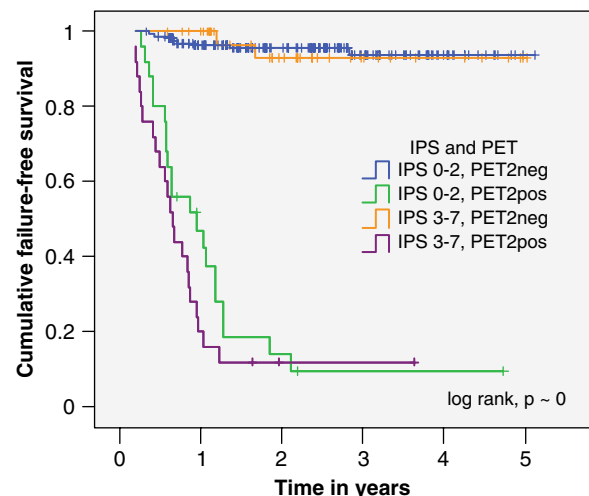 Cumulative failure-free survival
1
0.8
0.6
0.4
0.2
0
IPS and PET
IPS 0-2, PET2neg
IPS 0-2, PET2pos
IPS 3-7, PET2neg
IPS 3-7, PET2pos
log rank, p ~ 0
0 1 2 3 4 5
Time in years